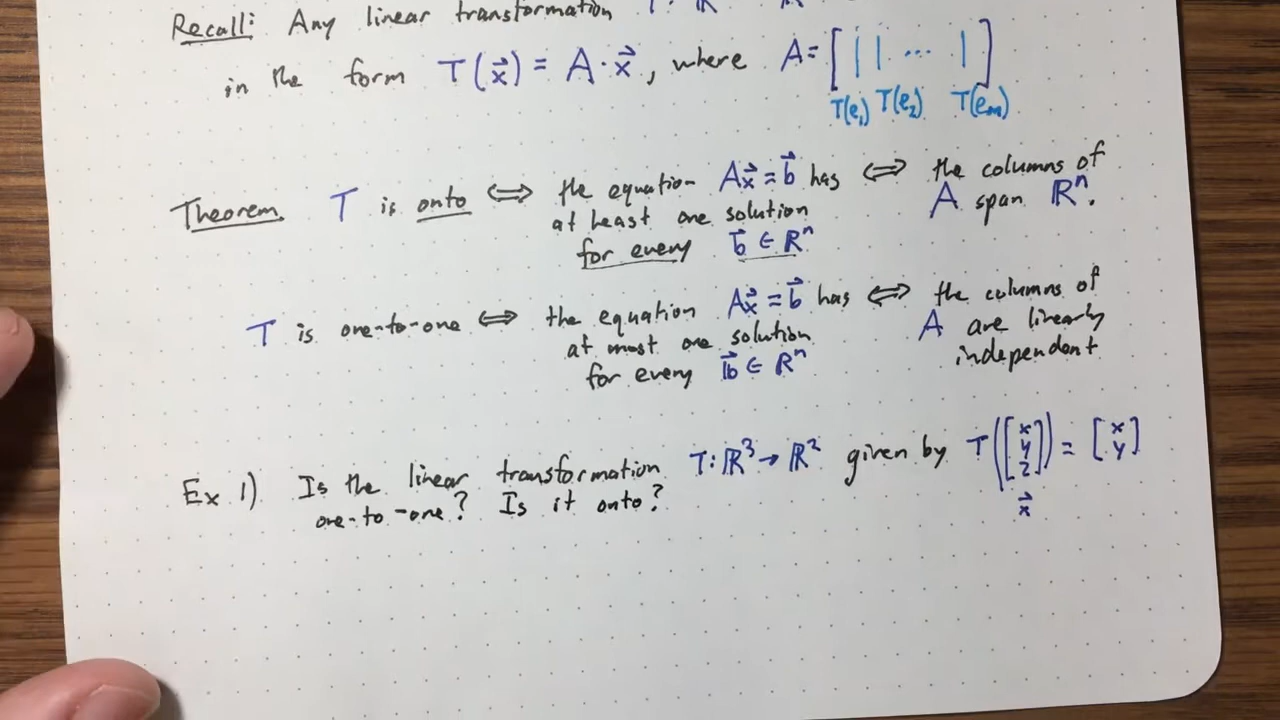 Recall: Any linear transformation
in the form T(x⃗) = A·x⃗, where A = [ | | ... | ]
T(e₁) T(e₂) T(eₘ)
Theorem. T is onto ⟺ the equation Ax⃗ = b⃗ has ⟺ the columns of
at least one solution A span ℝⁿ.
for every b⃗ ∈ ℝⁿ
T is one-to-one ⟺ the equation Ax⃗ = b⃗ has ⟺ the columns of
at most one solution A are linearly
for every b⃗ ∈ ℝⁿ independent
Ex 1) Is the linear transformation T: ℝ³ → ℝ² given by T([x y z]) = [x y]
one-to-one? Is it onto? x⃗